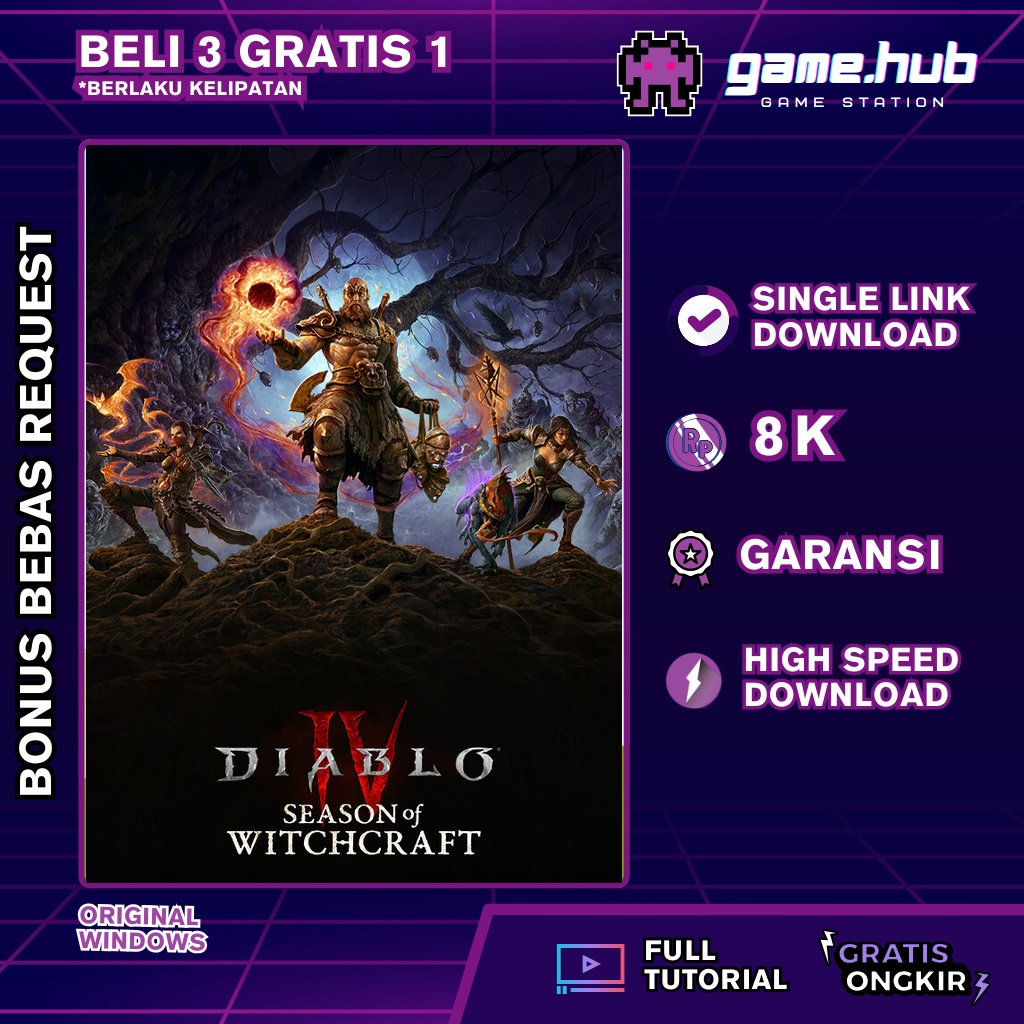 BELI 3 GRATIS 1
*BERLAKU KELIPATAN
game.hub
GAME STATION
BONUS BEBAS REQUEST
SINGLE LINK
DOWNLOAD
RP
8K
GARANSI
HIGH SPEED
DOWNLOAD
DIABLO
IV
SEASON of
WITCHCRAFT
ORIGINAL
WINDOWS
FULL
TUTORIAL
GRATIS
ONGKIR